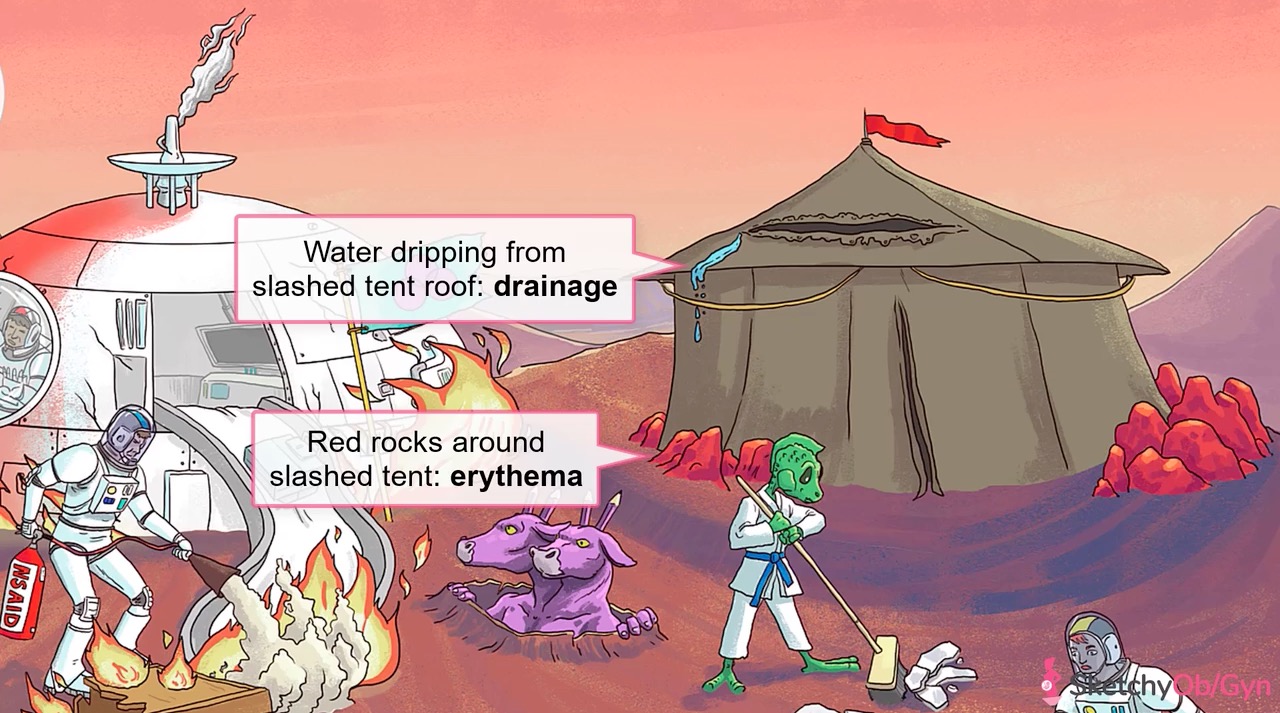 Water dripping from
slashed tent roof: drainage
Red rocks around
slashed tent: erythema
NSAID
SketchyOb/Gyn